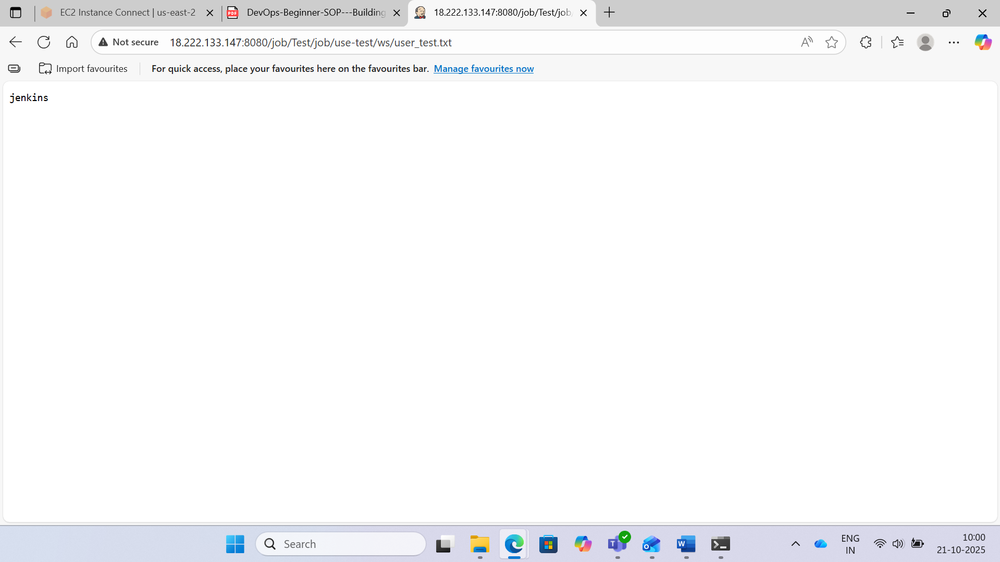 EC2 Instance Connect | us-east-2
DevOps-Beginner-SOP---Building
18.222.133.147:8080/job/Test/job/
Not secure
18.222.133.147:8080/job/Test/job/use-test/ws/user_test.txt
Import favourites
For quick access, place your favourites here on the favourites bar. Manage favourites now
jenkins
Search
ENG
IN
10:00
21-10-2025